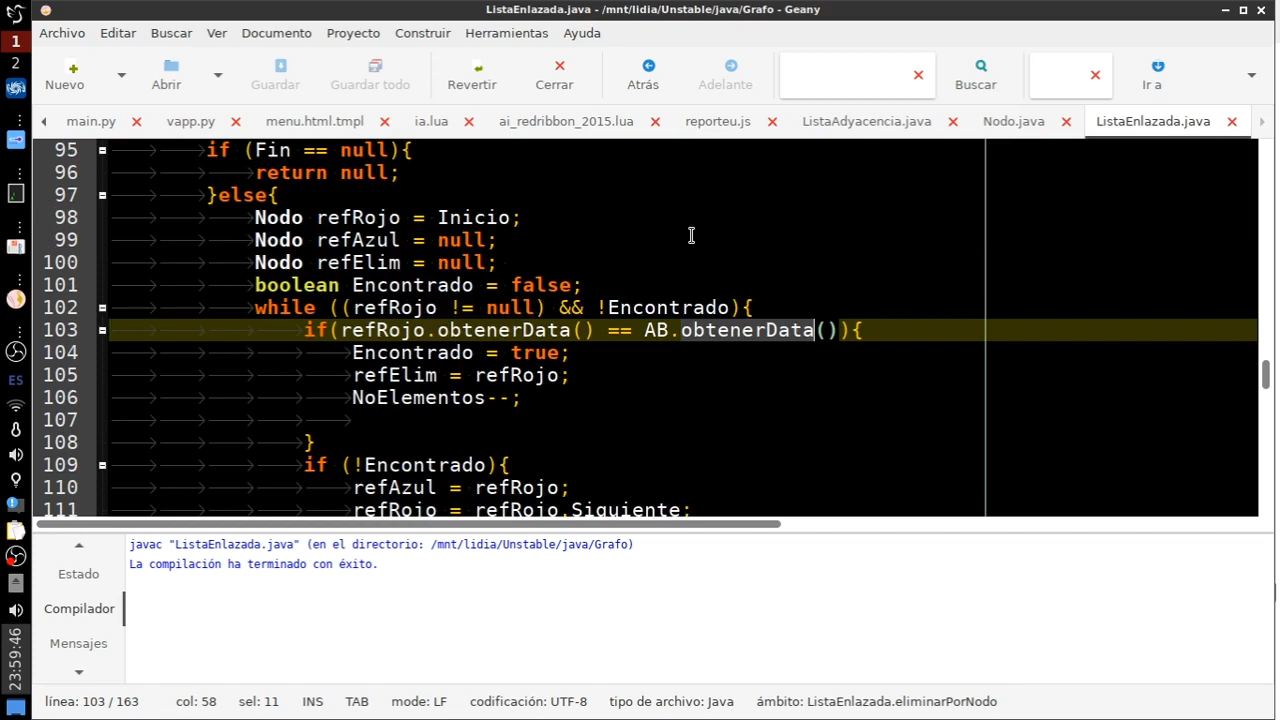 ListaEnlazada.java - /mnt/lidia/Unstable/java/Grafo - Geany
Archivo Editar Buscar Ver Documento Proyecto Construir Herramientas Ayuda
Nuevo Abrir Guardar Guardar todo Revertir Cerrar Atrás Adelante Buscar Ir a
main.py vapp.py menu.html.tmpl ia.lua ai_redribbon_2015.lua reporteu.js ListaAdyacencia.java Nodo.java ListaEnlazada.java
1
2
ES
23:59:46
95 if (Fin == null){
96 return null;
97 }else{
98 Nodo refRojo = Inicio;
99 Nodo refAzul = null;
100 Nodo refElim = null;
101 boolean Encontrado = false;
102 while ((refRojo != null) && !Encontrado){
103 if(refRojo.obtenerData() == AB.obtenerData()){
104 Encontrado = true;
105 refElim = refRojo;
106 NoElementos--;
107
108 }
109 if (!Encontrado){
110 refAzul = refRojo;
111 refRojo = refRojo.Siguiente;
Estado
Compilador
Mensajes
javac "ListaEnlazada.java" (en el directorio: /mnt/lidia/Unstable/java/Grafo)
La compilación ha terminado con éxito.
línea: 103 / 163 col: 58 sel: 11 INS TAB mode: LF codificación: UTF-8 tipo de archivo: Java ámbito: ListaEnlazada.eliminarPorNodo